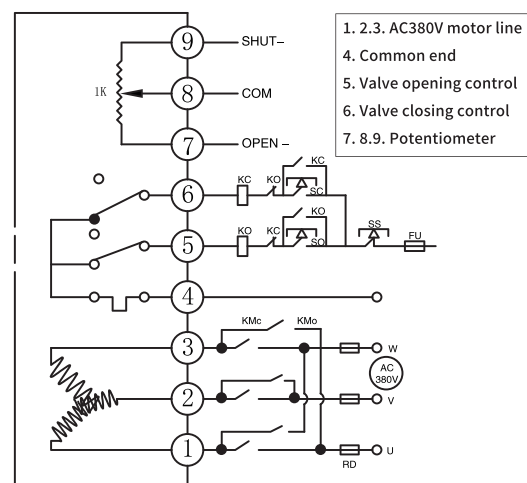 9
SHUT–
1K
8
COM
7
OPEN –
1. 2.3. AC380V motor line
4. Common end
5. Valve opening control
6. Valve closing control
7. 8.9. Potentiometer
KC
6
KC
KO
SC
KO
5
KO
KC
SO
SS
FU
4
KMc
KMo
3
W
AC
380V
2
V
1
U
RD